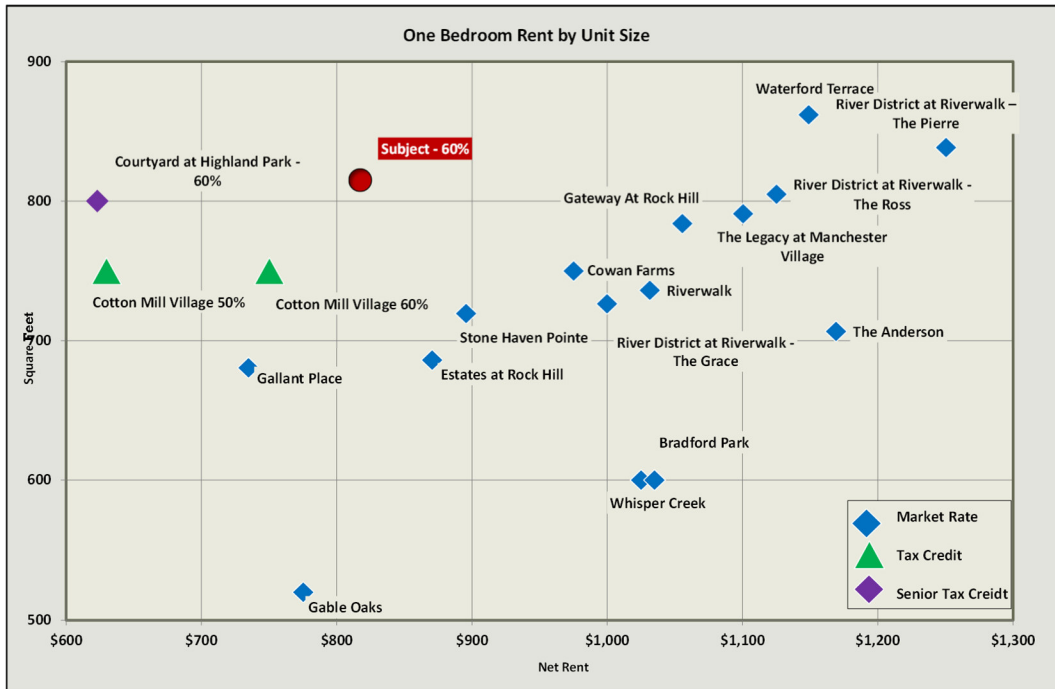 One Bedroom Rent by Unit Size
900
Waterford Terrace
River District at Riverwalk –
The Pierre
Subject - 60%
Courtyard at Highland Park -
60%
800
Gateway At Rock Hill
River District at Riverwalk -
The Ross
The Legacy at Manchester
Village
Cowan Farms
Riverwalk
Cotton Mill Village 50%
Cotton Mill Village 60%
Stone Haven Pointe
River District at Riverwalk -
The Grace
The Anderson
700
Square Feet
Gallant Place
Estates at Rock Hill
Bradford Park
600
Whisper Creek
Market Rate
Tax Credit
Senior Tax Creidt
Gable Oaks
500
$600
$700
$800
$900
$1,000
$1,100
$1,200
$1,300
Net Rent